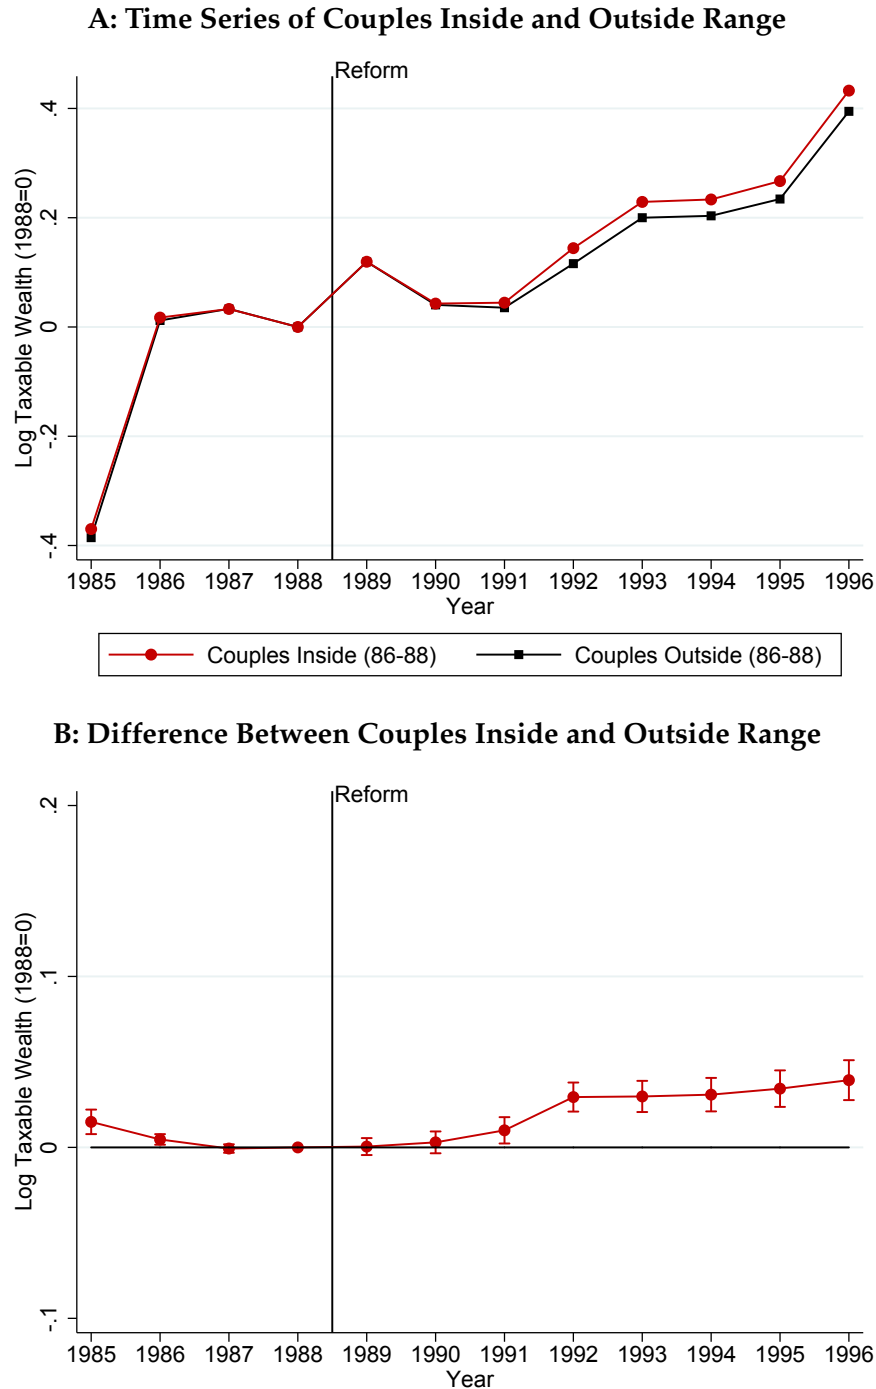 A: Time Series of Couples Inside and Outside Range
Reform
Log Taxable Wealth (1988=0)
.4
.2
0
-.2
-.4
1985 1986 1987 1988 1989 1990 1991 1992 1993 1994 1995 1996
Year
Couples Inside (86-88) Couples Outside (86-88)
B: Difference Between Couples Inside and Outside Range
Reform
Log Taxable Wealth (1988=0)
.2
.1
0
-.1
1985 1986 1987 1988 1989 1990 1991 1992 1993 1994 1995 1996
Year